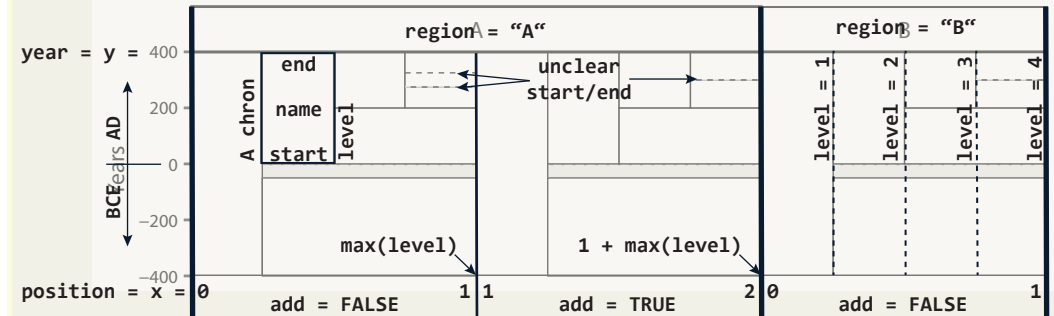 region = “A“
A
region = “B“
B
year = y = 400
end
unclear
start/end
name
start
A chron
level
level = 1
level = 2
level = 3
level = 4
200
0
−200
−400
BCE
AD
years
max(level)
1 + max(level)
position = x = 0 1 1 2 0 1
add = FALSE
add = TRUE
add = FALSE